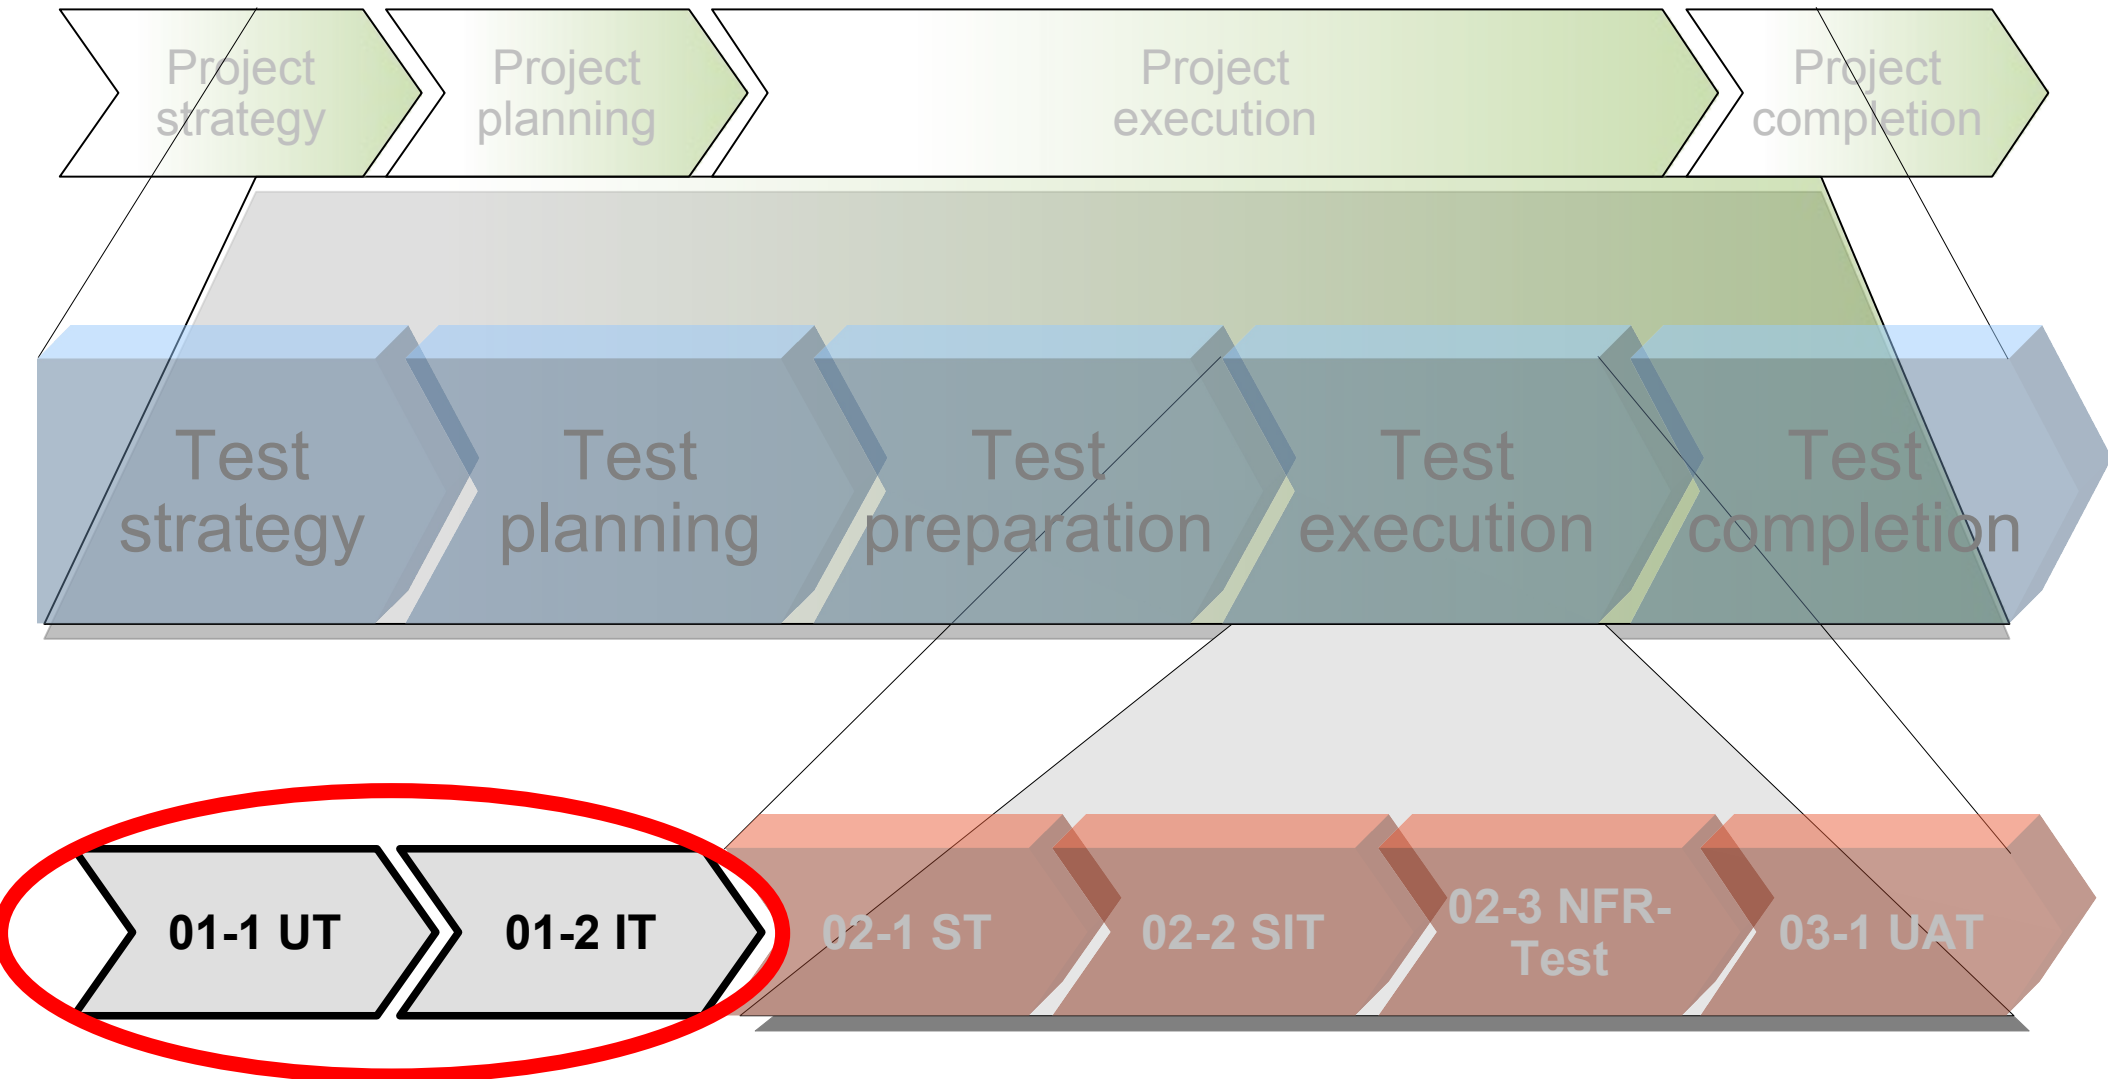 Project
strategy
Project
planning
Project
execution
Project
completion
Test
strategy
Test
planning
Test
preparation
Test
execution
Test
completion
01-1 UT
01-2 IT
02-1 ST
02-2 SIT
02-3 NFR-
Test
03-1 UAT